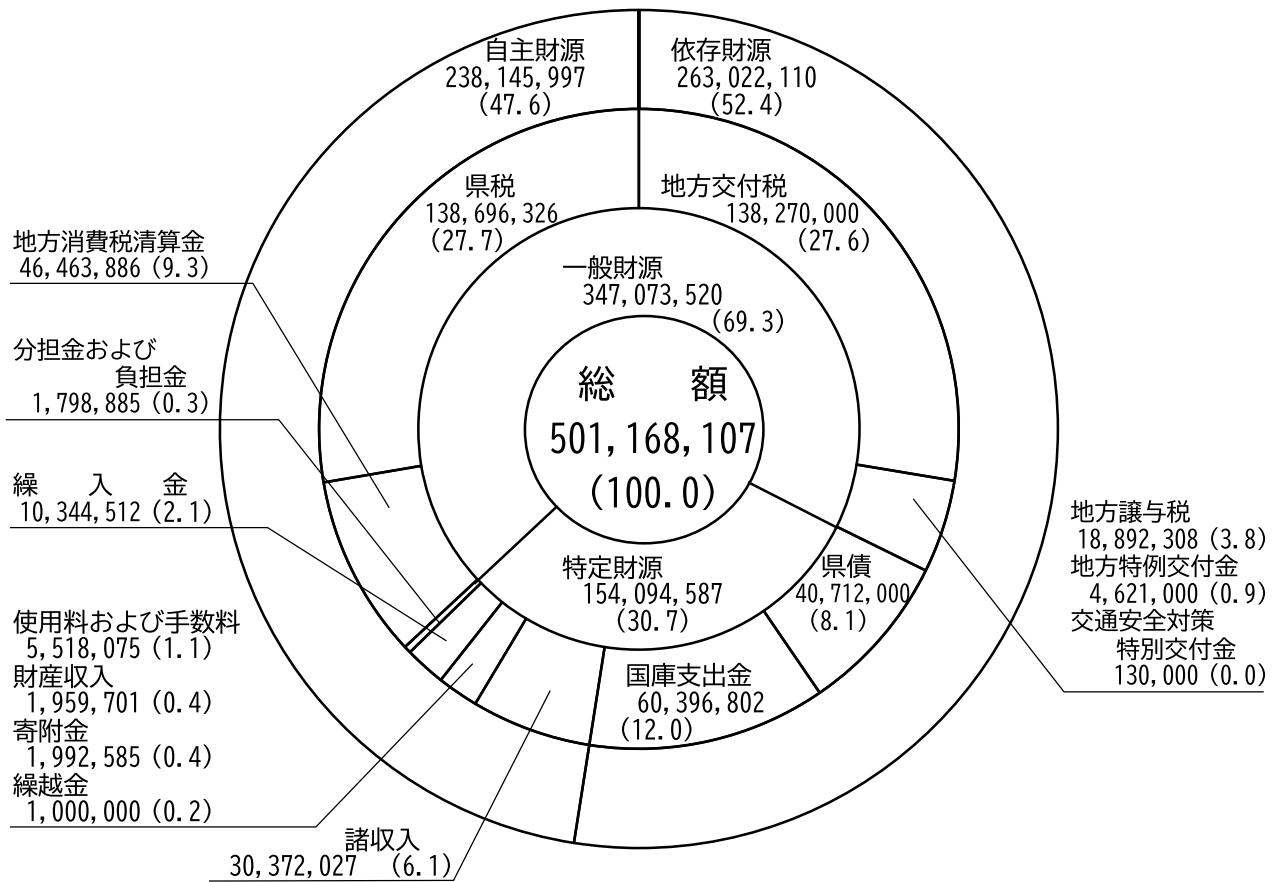 自主財源
238,145,997
(47.6)
依存財源
263,022,110
(52.4)
県税
138,696,326
(27.7)
地方交付税
138,270,000
(27.6)
一般財源
347,073,520
(69.3)
総　額
501,168,107
(100.0)
特定財源
154,094,587
(30.7)
県債
40,712,000
(8.1)
国庫支出金
60,396,802
(12.0)
地方消費税清算金
46,463,886 (9.3)
分担金および
負担金
1,798,885 (0.3)
繰　入　金
10,344,512 (2.1)
使用料および手数料
5,518,075 (1.1)
財産収入
1,959,701 (0.4)
寄附金
1,992,585 (0.4)
繰越金
1,000,000 (0.2)
諸収入
30,372,027 (6.1)
地方譲与税
18,892,308 (3.8)
地方特例交付金
4,621,000 (0.9)
交通安全対策
特別交付金
130,000 (0.0)